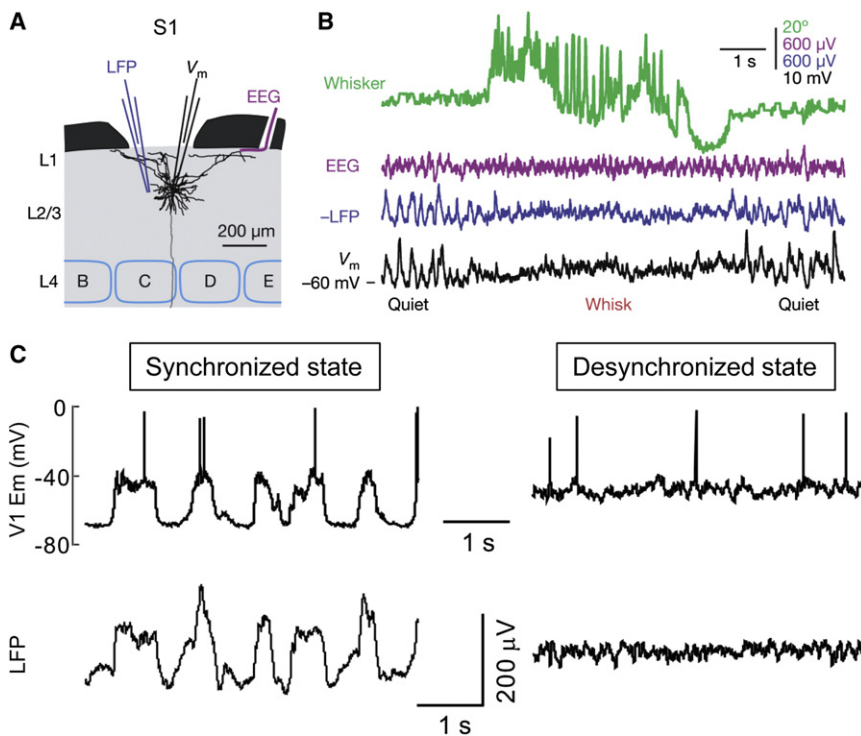 A
S1
LFP
Vm
EEG
L1
L2/3
200 µm
L4
B
C
D
E
B
20°
600 µV
600 µV
10 mV
1 s
Whisker
EEG
–LFP
Vm
–60 mV –
Quiet
Whisk
Quiet
C
Synchronized state
Desynchronized state
V1 Em (mV)
0
-40
-80
1 s
LFP
200 µV
1 s